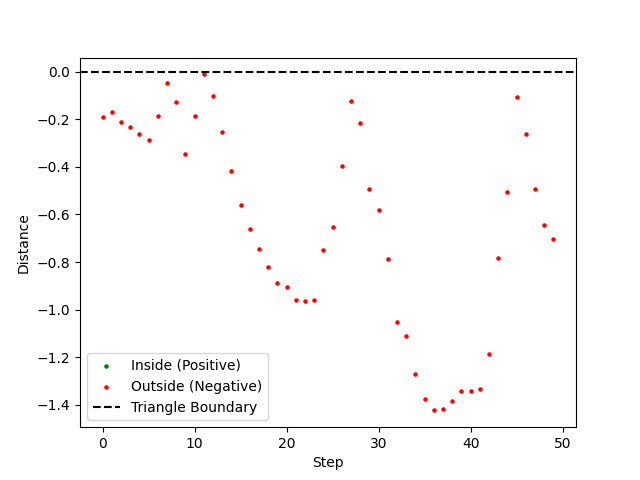 0.0
−0.2
−0.4
−0.6
−0.8
−1.0
−1.2
−1.4
Distance
Inside (Positive)
Outside (Negative)
Triangle Boundary
0 10 20 30 40 50
Step